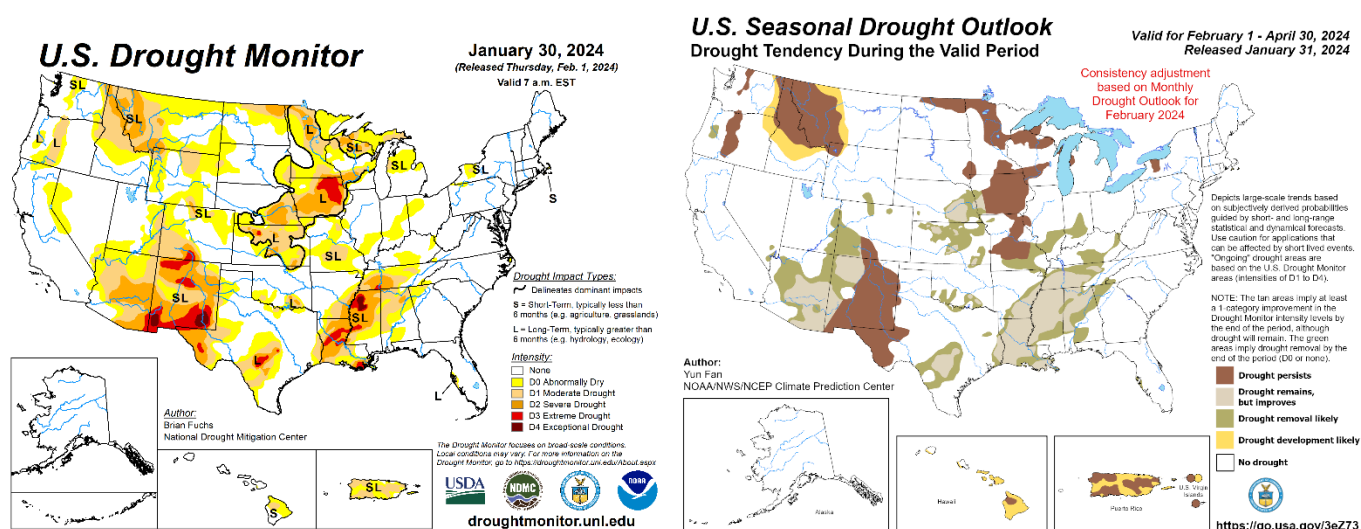 U.S. Drought Monitor
January 30, 2024
(Released Thursday, Feb. 1, 2024)
Valid 7 a.m. EST
SL
L
L
SL
L
SL
SL
SL
S
L
SL
L
SL
SL
L
SL
L
L
Drought Impact Types:
Delineates dominant impacts
S = Short-Term, typically less than
6 months (e.g. agriculture, grasslands)
L = Long-Term, typically greater than
6 months (e.g. hydrology, ecology)
Intensity:
None
D0 Abnormally Dry
D1 Moderate Drought
D2 Severe Drought
D3 Extreme Drought
D4 Exceptional Drought
Author:
Brian Fuchs
National Drought Mitigation Center
S
SL
The Drought Monitor focuses on broad-scale conditions.
Local conditions may vary. For more information on the
Drought Monitor, go to https://droughtmonitor.unl.edu/About.aspx
USDA
NDMC
NOAA
droughtmonitor.unl.edu
U.S. Seasonal Drought Outlook
Drought Tendency During the Valid Period
Valid for February 1 - April 30, 2024
Released January 31, 2024
Consistency adjustment
based on Monthly
Drought Outlook for
February 2024
Depicts large-scale trends based
on subjectively derived probabilities
guided by short- and long-range
statistical and dynamical forecasts.
Use caution for applications that
can be affected by short lived events.
"Ongoing" drought areas are
based on the U.S. Drought Monitor
areas (intensities of D1 to D4).
NOTE: The tan areas imply at least
a 1-category improvement in the
Drought Monitor intensity levels by
the end of the period, although
drought will remain. The green
areas imply drought removal by the
end of the period (D0 or none).
Author:
Yun Fan
NOAA/NWS/NCEP Climate Prediction Center
Drought persists
Drought remains,
but improves
Drought removal likely
Drought development likely
No drought
Alaska
Hawaii
Puerto Rico
U.S. Virgin
Islands
https://go.usa.gov/3eZ73